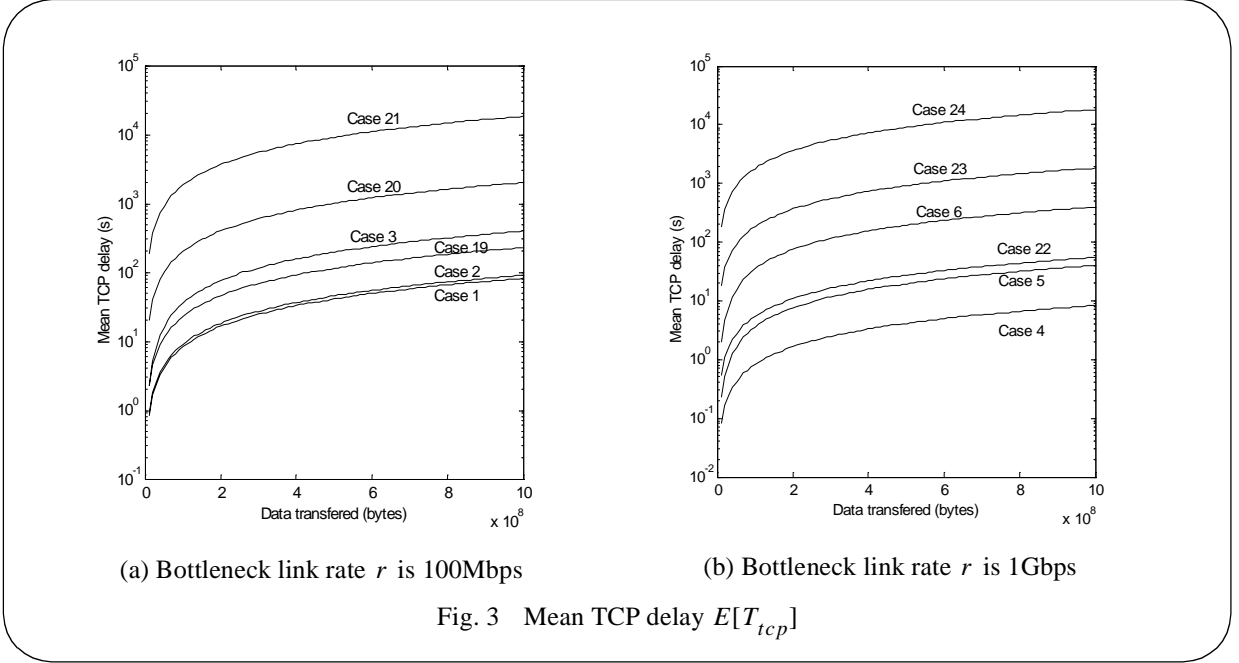 10^5
10^4
10^3
10^2
10^1
10^0
10^-1
Mean TCP delay (s)
Case 21
Case 20
Case 3
Case 19
Case 2
Case 1
0 2 4 6 8 10
Data transfered (bytes)
x 10^8
(a) Bottleneck link rate r is 100Mbps
10^5
10^4
10^3
10^2
10^1
10^0
10^-1
10^-2
Mean TCP delay (s)
Case 24
Case 23
Case 6
Case 22
Case 5
Case 4
0 2 4 6 8 10
Data transfered (bytes)
x 10^8
(b) Bottleneck link rate r is 1Gbps
Fig. 3 Mean TCP delay E[T_tcp]